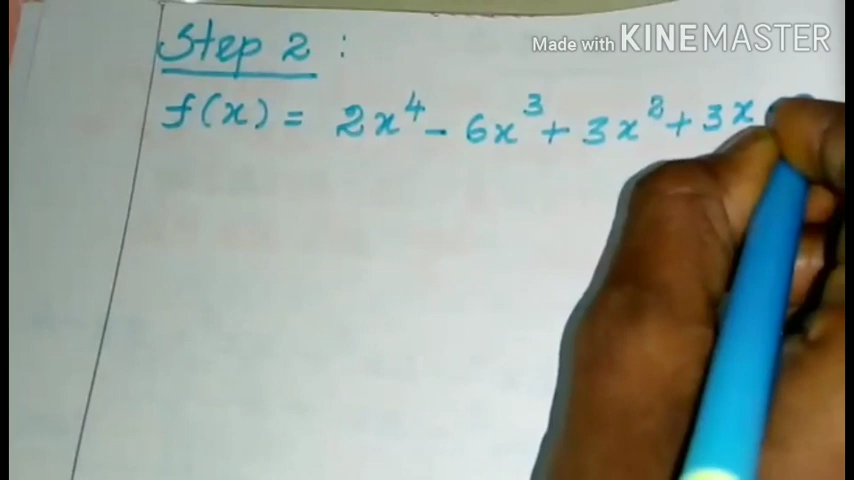 Made with KINEMASTER
Step 2 :
f(x) = 2x⁴ - 6x³ + 3x² + 3x